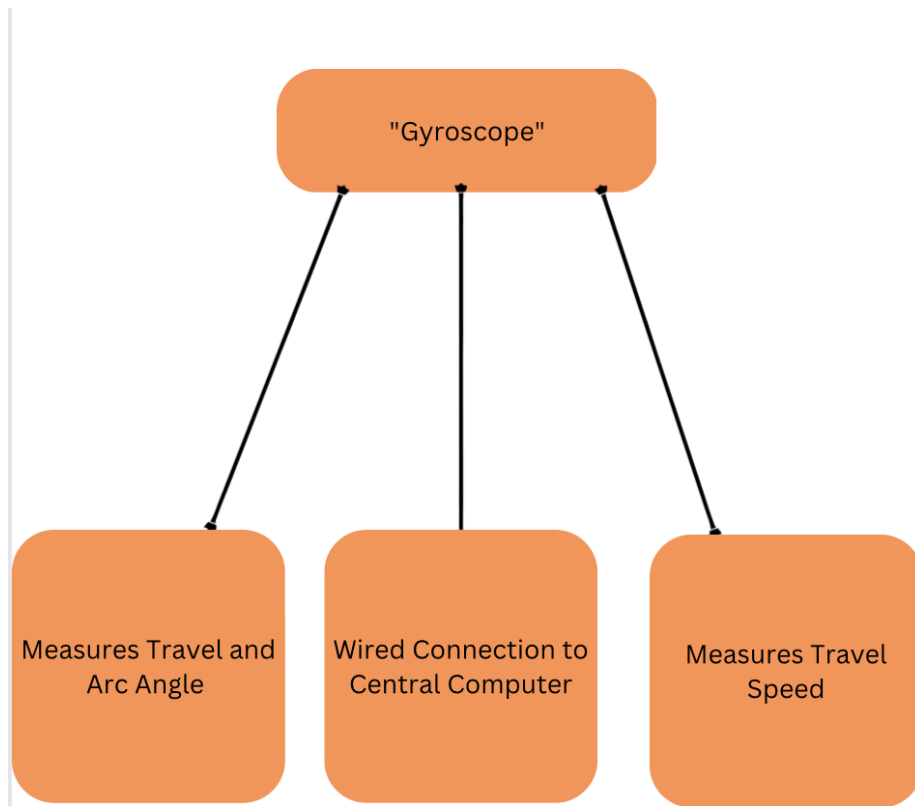 "Gyroscope"
Measures Travel and
Arc Angle
Wired Connection to
Central Computer
Measures Travel
Speed